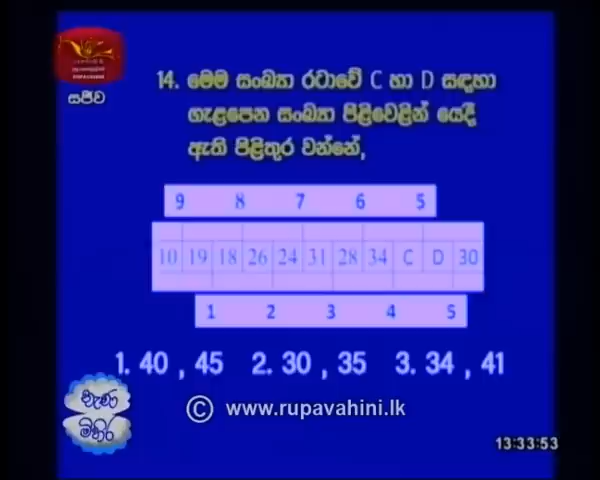 සජීව
14. මෙම සංඛ්‍යා රටාවේ C හා D සඳහා
ගැළපෙන සංඛ්‍යා පිළිවෙළින් යෙදී
ඇති පිළිතුර වන්නේ,
9 8 7 6 5
10 19 18 26 24 31 28 34 C D 30
1 2 3 4 5
1. 40 , 45 2. 30 , 35 3. 34 , 41
© www.rupavahini.lk
නැණ
මිහිර
13:33:53